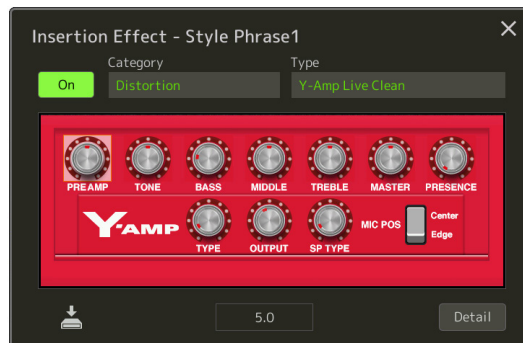 Insertion Effect - Style Phrase1
Category
Type
On
Distortion
Y-Amp Live Clean
PREAMP
TONE
BASS
MIDDLE
TREBLE
MASTER
PRESENCE
Y-AMP
TYPE
OUTPUT
SP TYPE
MIC POS
Center
Edge
5.0
Detail